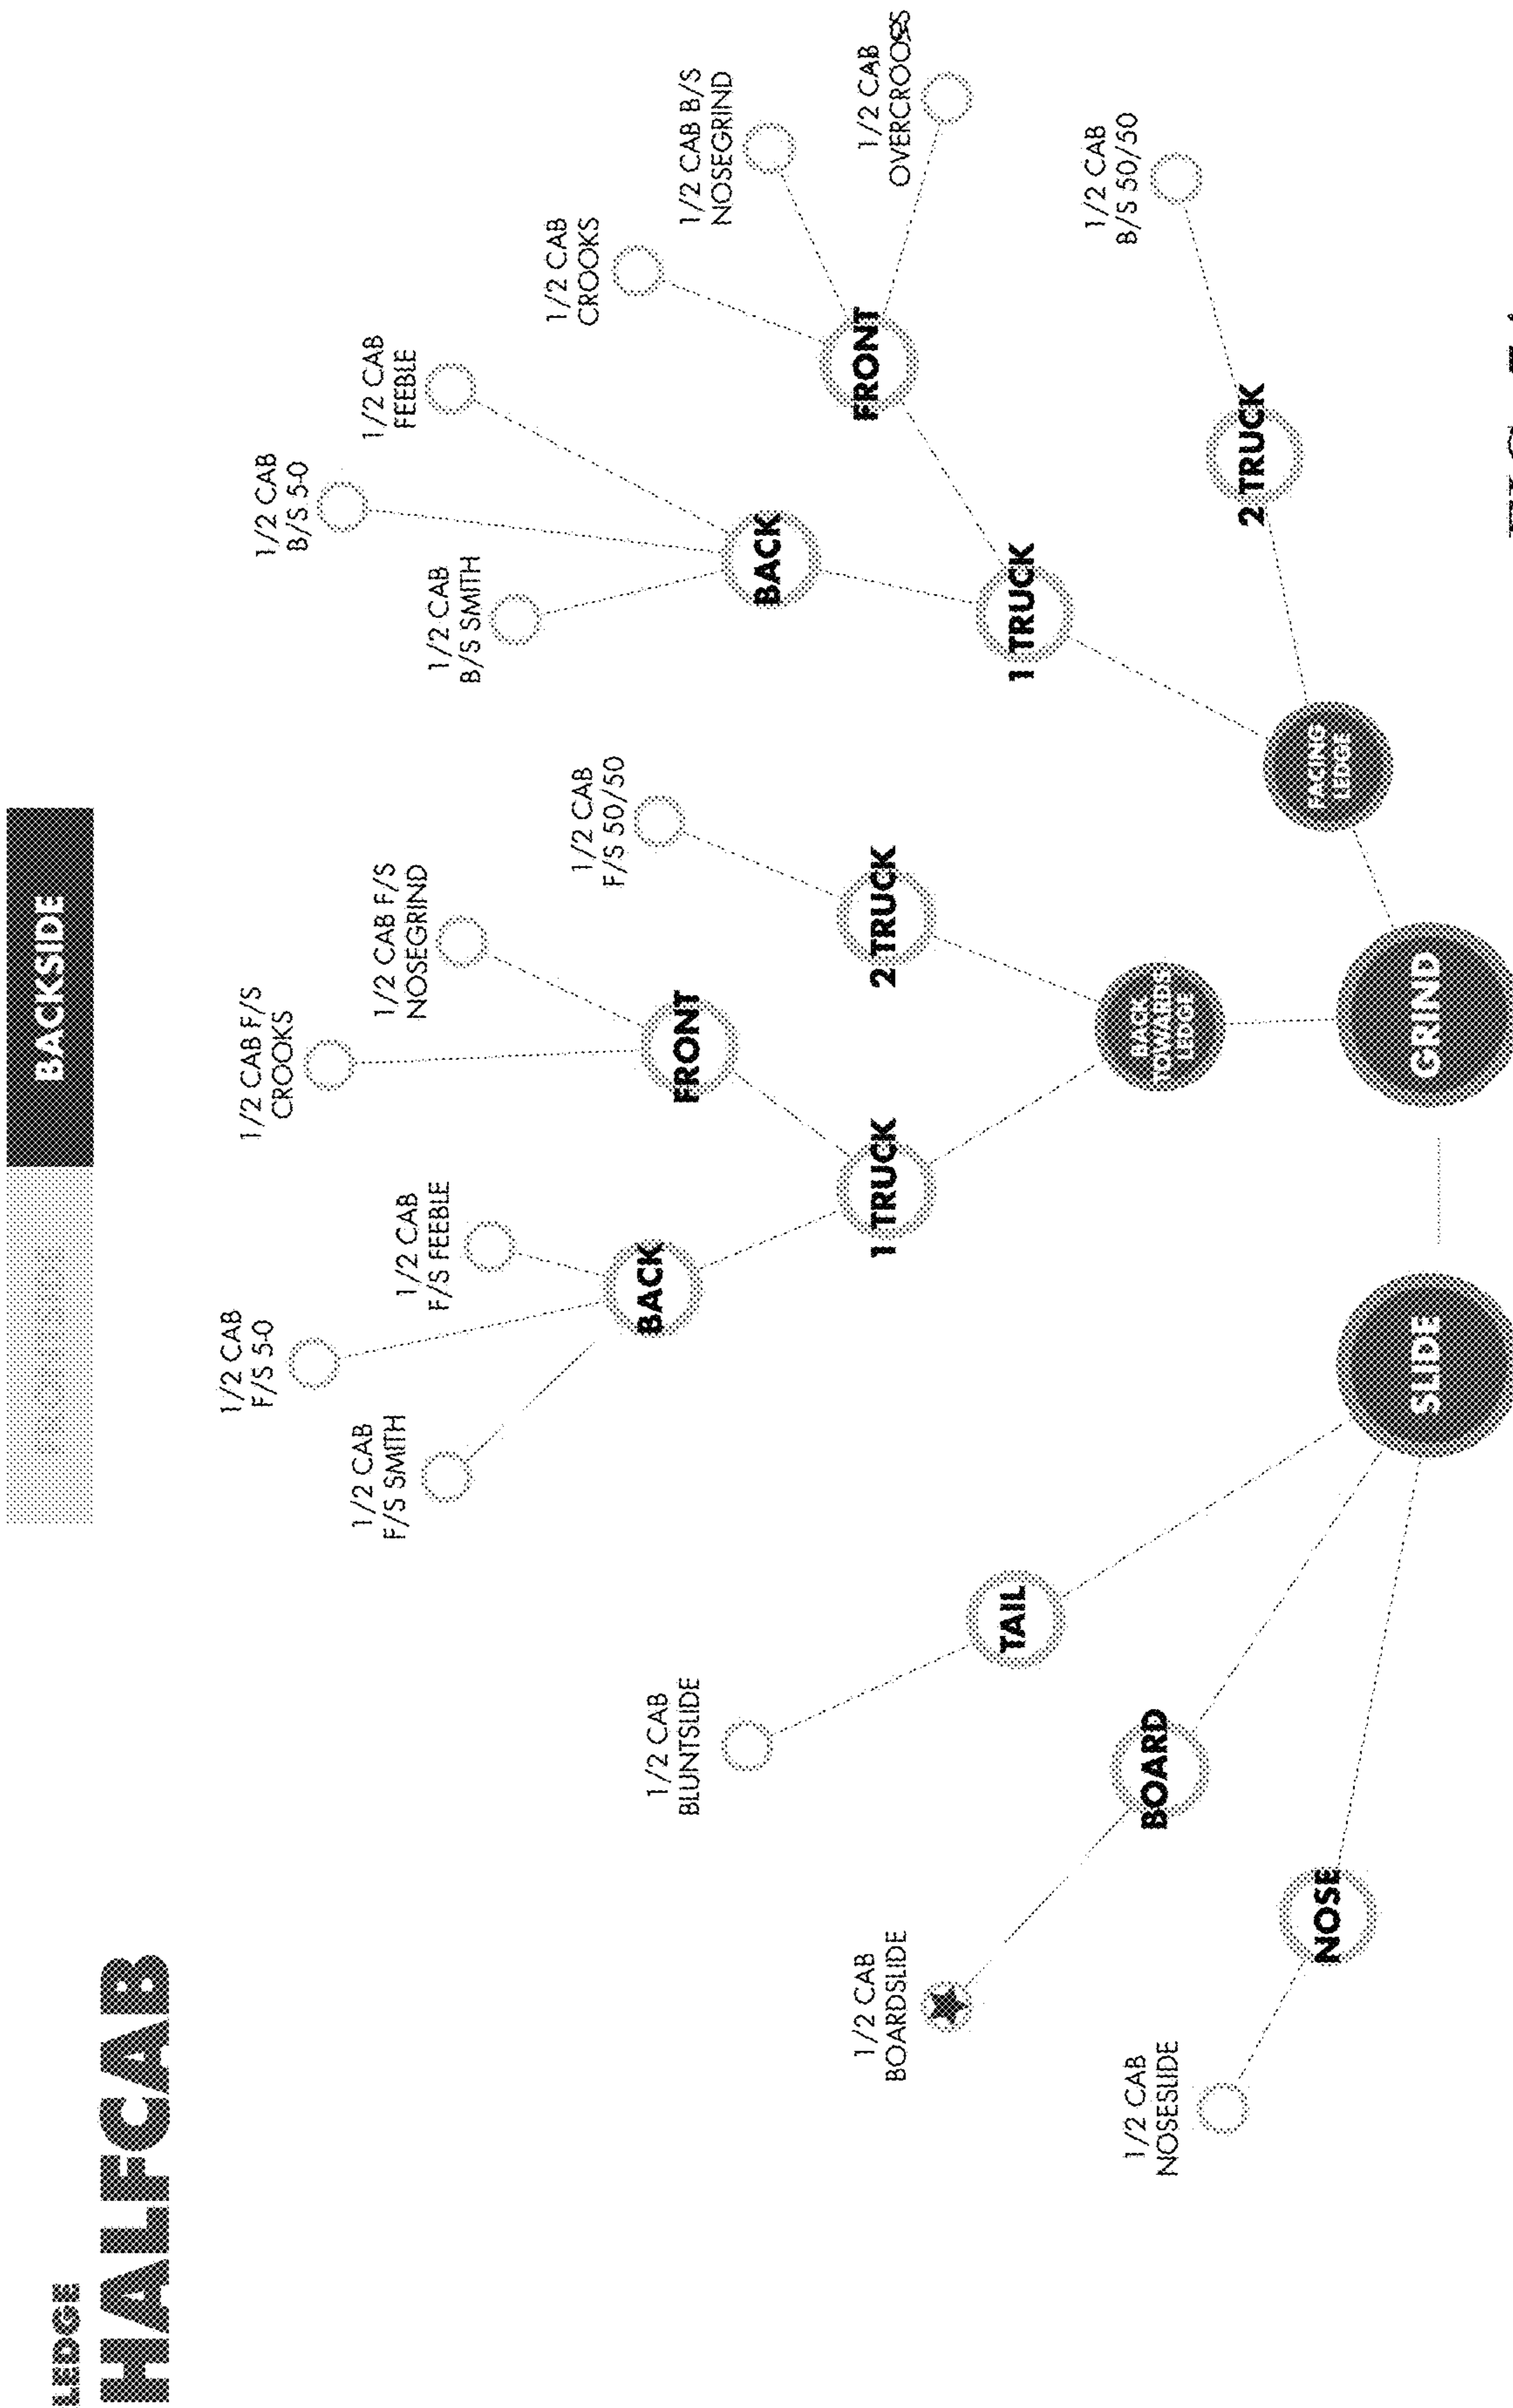 LEDGE
HALFCAB
BACKSIDE
1/2 CAB
NOSESLIDE
NOSE
1/2 CAB
BOARDSLIDE
BOARD
1/2 CAB
BLUNTSLIDE
TAIL
SLIDE
1/2 CAB
F/S SMITH
1/2 CAB
F/S 5-0
1/2 CAB
F/S FEEBLE
BACK
1/2 CAB F/S
CROOKS
1/2 CAB F/S
NOSEGRIND
FRONT
1 TRUCK
1/2 CAB
F/S 50/50
2 TRUCK
BACK
TOWARDS
LEDGE
GRIND
1/2 CAB
B/S SMITH
1/2 CAB
B/S 5-0
1/2 CAB
FEEBLE
BACK
1/2 CAB
CROOKS
1/2 CAB B/S
NOSEGRIND
1/2 CAB
OVERCROOKS
FRONT
1 TRUCK
1/2 CAB
B/S 50/50
2 TRUCK
FACING
LEDGE